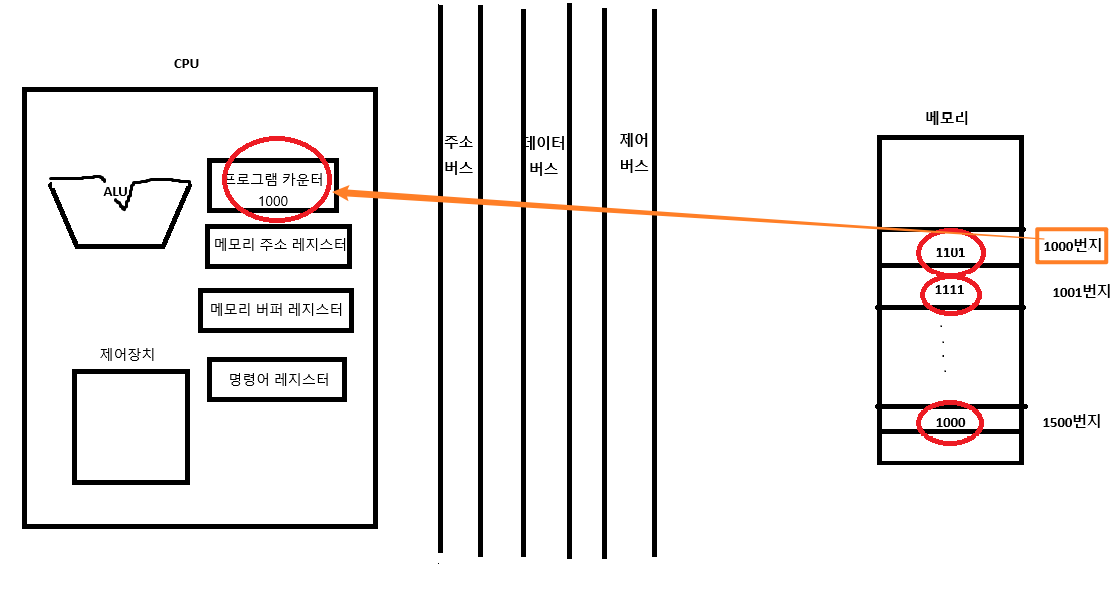 CPU
ALU
프로그램 카운터
1000
메모리 주소 레지스터
메모리 버퍼 레지스터
명령어 레지스터
제어장치
주소
버스
데이터
버스
제어
버스
메모리
1101
1000번지
1111
1001번지
1000
1500번지